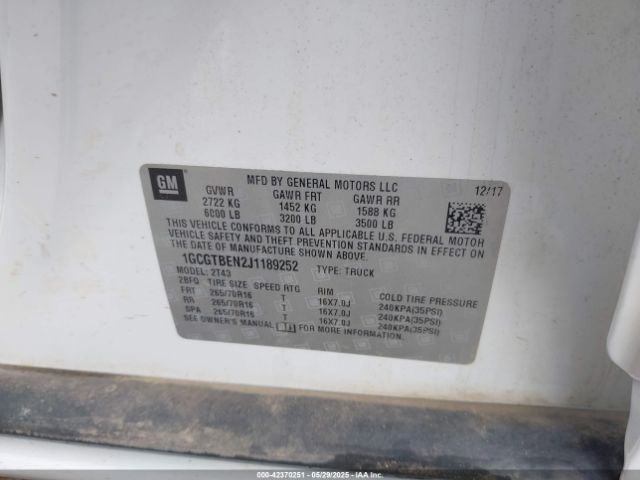 GM
MFD BY GENERAL MOTORS LLC 12/17
GVWR GAWR FRT GAWR RR
2722 KG 1452 KG 1588 KG
6000 LB 3200 LB 3500 LB
THIS VEHICLE CONFORMS TO ALL APPLICABLE U.S. FEDERAL MOTOR
VEHICLE SAFETY AND THEFT PREVENTION STANDARDS IN EFFECT ON
THE DATE OF MANUFACTURE SHOWN ABOVE.
1GCGTBEN2J1189252 TYPE: TRUCK
MODEL: 2T43
2BFQ TIRE SIZE SPEED RTG RIM COLD TIRE PRESSURE
FRT 265/70R16 T 16X7.0J 240KPA(35PSI)
RR 265/70R16 T 16X7.0J 240KPA(35PSI)
SPA 265/70R16 T 16X7.0J 240KPA(35PSI)
SEE OWNER'S MANUAL FOR MORE INFORMATION.
000-42370251 - 05/29/2025 - IAA